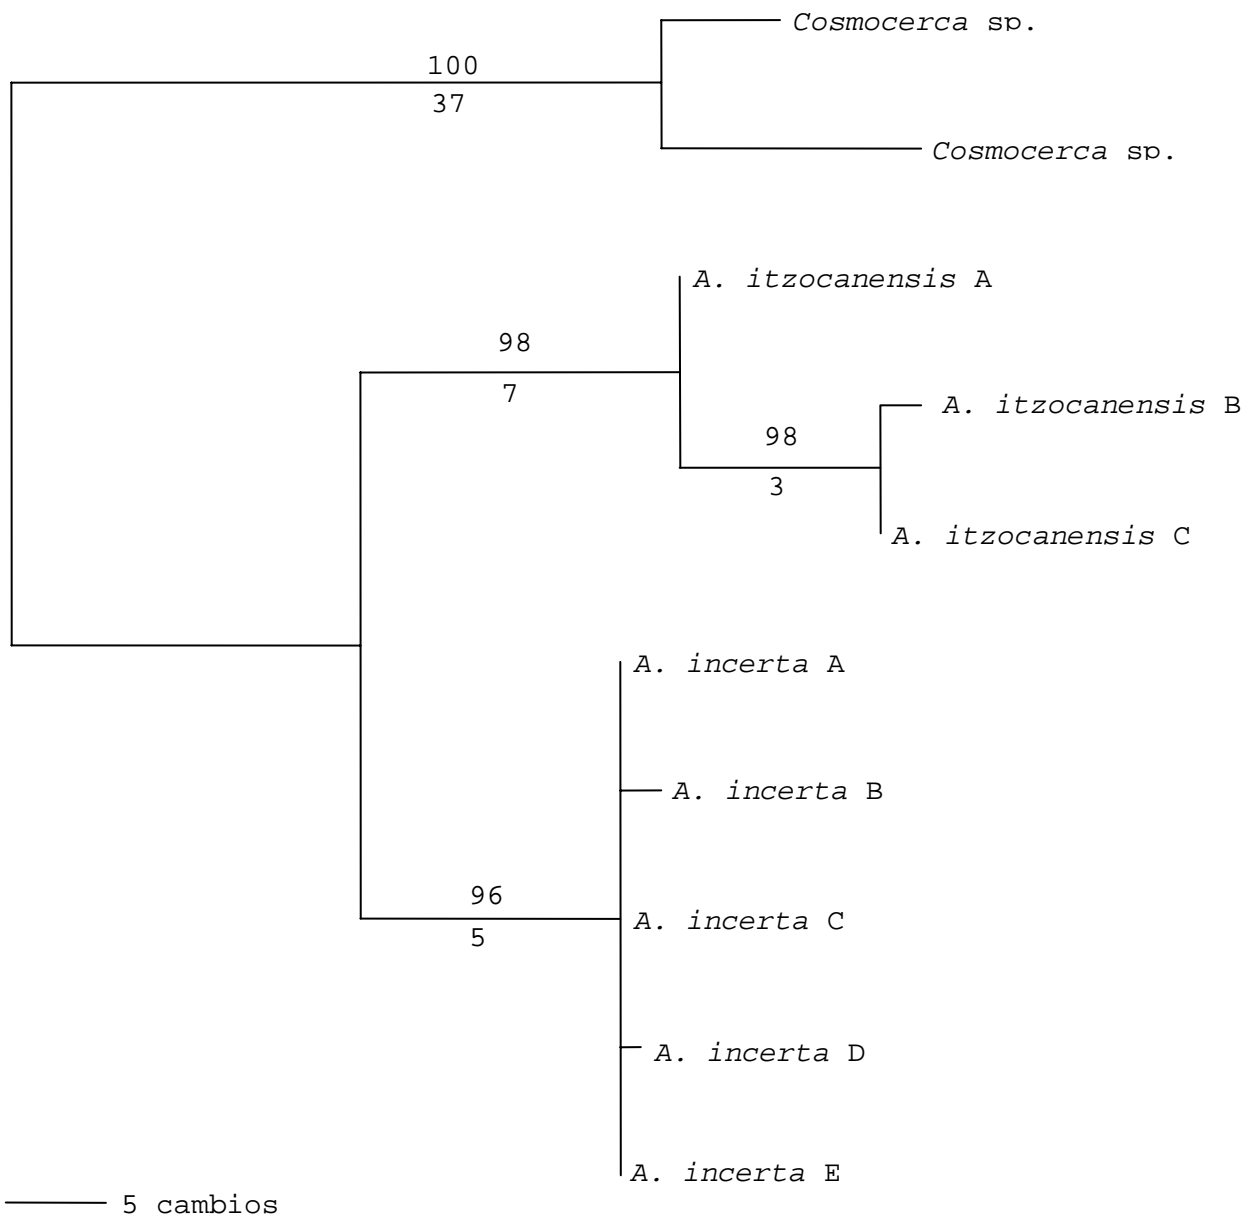 Cosmocerca sp.
100
37
Cosmocerca sp.
A. itzocanensis A
98
7
A. itzocanensis B
98
3
A. itzocanensis C
A. incerta A
A. incerta B
96
5
A. incerta C
A. incerta D
A. incerta E
5 cambios